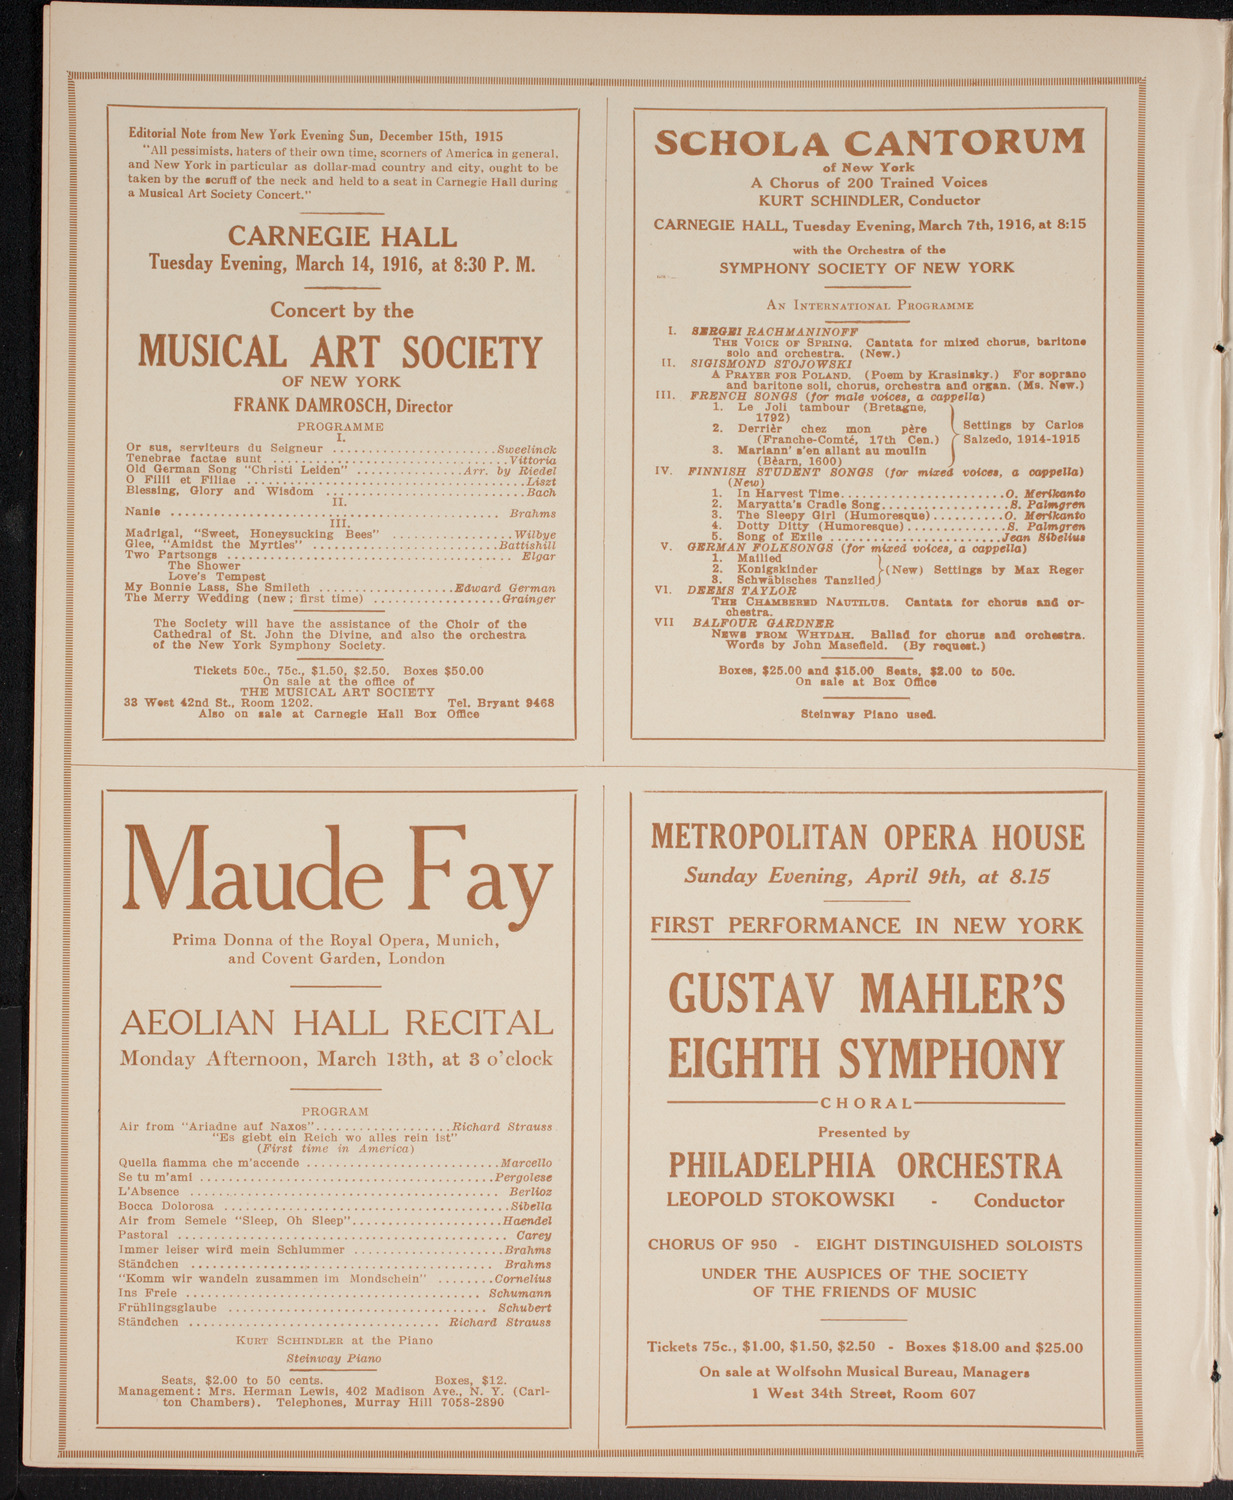 Editorial Note from New York Evening Sun, December 15th, 1915
"All pessimists, haters of their own time, scorners of America in general,
and New York in particular as dollar-mad country and city, ought to be
taken by the scruff of the neck and held to a seat in Carnegie Hall during
a Musical Art Society Concert."
CARNEGIE HALL
Tuesday Evening, March 14, 1916, at 8:30 P. M.
Concert by the
MUSICAL ART SOCIETY
OF NEW YORK
FRANK DAMROSCH, Director
PROGRAMME
I.
Or sus, serviteurs du Seigneur ......................Sweelinck
Tenebrae factae sunt ................................Vittoria
Old German Song "Christi Leiden" ..............Arr. by Riedel
O Filii et Filiae ......................................Liszt
Blessing, Glory and Wisdom ...........................Bach
II.
Nanie .............................................. Brahms
III.
Madrigal, "Sweet, Honeysucking Bees" .................Wilbye
Glee, "Amidst the Myrtles" .........................Battishill
Two Partsongs ...................................... Elgar
The Shower
Love's Tempest
My Bonnie Lass, She Smileth ..................Edward German
The Merry Wedding (new; first time) .................Grainger
The Society will have the assistance of the Choir of the
Cathedral of St. John the Divine, and also the orchestra
of the New York Symphony Society.
Tickets 50c., 75c., $1.50, $2.50. Boxes $50.00
On sale at the office of
THE MUSICAL ART SOCIETY
33 West 42nd St., Room 1202. Tel. Bryant 9468
Also on sale at Carnegie Hall Box Office
SCHOLA CANTORUM
of New York
A Chorus of 200 Trained Voices
KURT SCHINDLER, Conductor
CARNEGIE HALL, Tuesday Evening, March 7th, 1916, at 8:15
with the Orchestra of the
SYMPHONY SOCIETY OF NEW YORK
AN INTERNATIONAL PROGRAMME
I. SERGEI RACHMANINOFF
THE VOICE OF SPRING. Cantata for mixed chorus, baritone
solo and orchestra. (New.)
II. SIGISMOND STOJOWSKI
A PRAYER FOR POLAND. (Poem by Krasinsky.) For soprano
and baritone soli, chorus, orchestra and organ. (Ms. New.)
III. FRENCH SONGS (for male voices, a cappella)
1. Le Joli tambour (Bretagne,
1792)
2. Derrièr chez mon père
(Franche-Comté, 17th Cen.)
3. Mariann' s'en allant au moulin
(Bèarn, 1600)
Settings by Carlos
Salzedo, 1914-1915
IV. FINNISH STUDENT SONGS (for mixed voices, a cappella)
(New)
1. In Harvest Time.......................O. Merikanto
2. Maryatta's Cradle Song..................S. Palmgren
3. The Sleepy Girl (Humoresque)..........O. Merikanto
4. Dotty Ditty (Humoresque)..............S. Palmgren
5. Song of Exile ........................Jean Sibelius
V. GERMAN FOLKSONGS (for mixed voices, a cappella)
1. Mailied
2. Konigskinder
3. Schwäbisches Tanzlied
(New) Settings by Max Reger
VI. DEEMS TAYLOR
THE CHAMBERED NAUTILUS. Cantata for chorus and or-
chestra.
VII BALFOUR GARDNER
NEWS FROM WHYDAH. Ballad for chorus and orchestra.
Words by John Masefield. (By request.)
Boxes, $25.00 and $15.00 Seats, $2.00 to 50c.
On sale at Box Office
Steinway Piano used.
Maude Fay
Prima Donna of the Royal Opera, Munich,
and Covent Garden, London
AEOLIAN HALL RECITAL
Monday Afternoon, March 13th, at 3 o'clock
PROGRAM
Air from "Ariadne auf Naxos"...................Richard Strauss
"Es giebt ein Reich wo alles rein ist"
(First time in America)
Quella fiamma che m'accende ..........................Marcello
Se tu m'ami .........................................Pergolese
L'Absence .......................................... Berlioz
Bocca Dolorosa .......................................Sibella
Air from Semele "Sleep, Oh Sleep".....................Haendel
Pastoral ............................................. Carey
Immer leiser wird mein Schlummer .....................Brahms
Ständchen ........................................... Brahms
"Komm wir wandeln zusammen im Mondschein" ........Cornelius
Ins Freie ......................................... Schumann
Frühlingsglaube .................................... Schubert
Ständchen .................................. Richard Strauss
KURT SCHINDLER at the Piano
Steinway Piano
Seats, $2.00 to 50 cents. Boxes, $12.
Management: Mrs. Herman Lewis, 402 Madison Ave., N. Y. (Carl-
ton Chambers). Telephones, Murray Hill 7058-2890
METROPOLITAN OPERA HOUSE
Sunday Evening, April 9th, at 8.15
FIRST PERFORMANCE IN NEW YORK
GUSTAV MAHLER'S
EIGHTH SYMPHONY
CHORAL
Presented by
PHILADELPHIA ORCHESTRA
LEOPOLD STOKOWSKI - Conductor
CHORUS OF 950 - EIGHT DISTINGUISHED SOLOISTS
UNDER THE AUSPICES OF THE SOCIETY
OF THE FRIENDS OF MUSIC
Tickets 75c., $1.00, $1.50, $2.50 - Boxes $18.00 and $25.00
On sale at Wolfsohn Musical Bureau, Managers
1 West 34th Street, Room 607